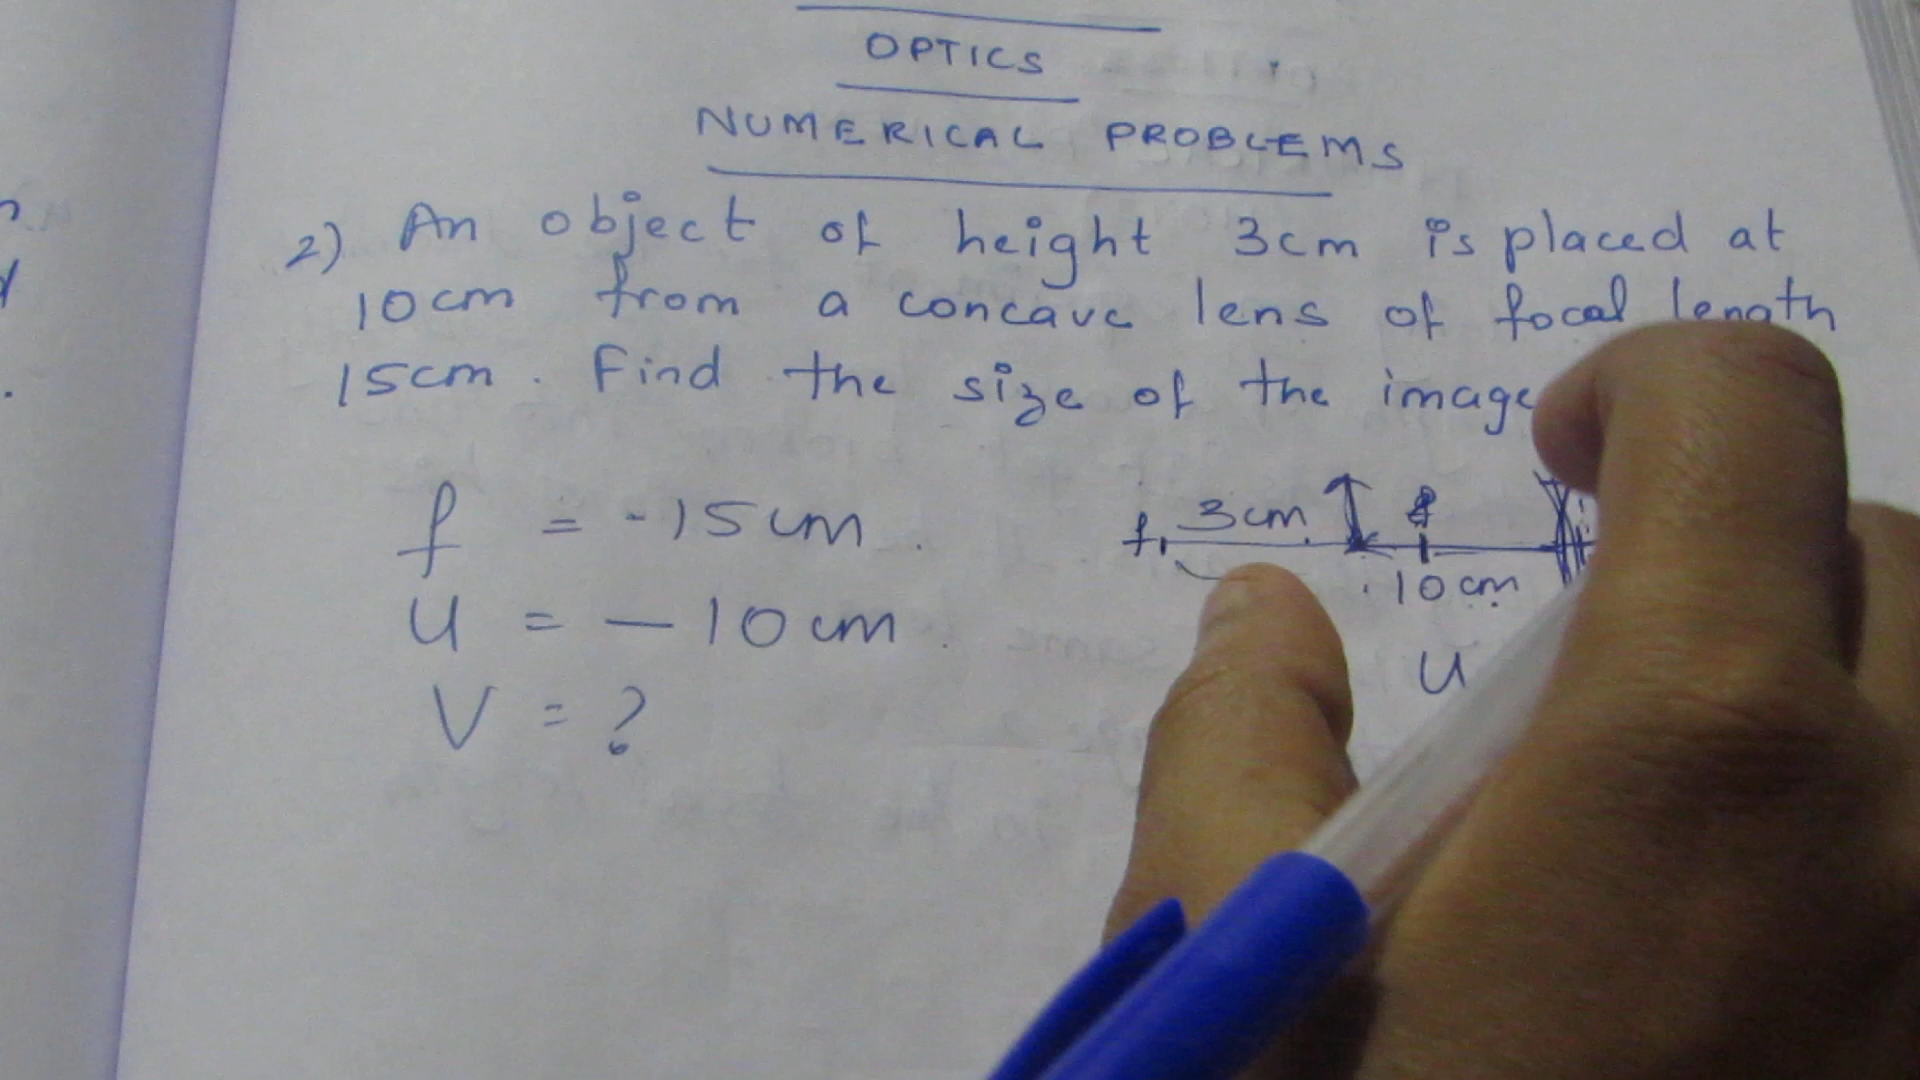 OPTICS
NUMERICAL PROBLEMS
2) An object of height 3cm is placed at
10cm from a concave lens of focal length
15cm. Find the size of the image
f = -15cm.
f, 3cm.
10cm
u = -10cm.
u
V = ?